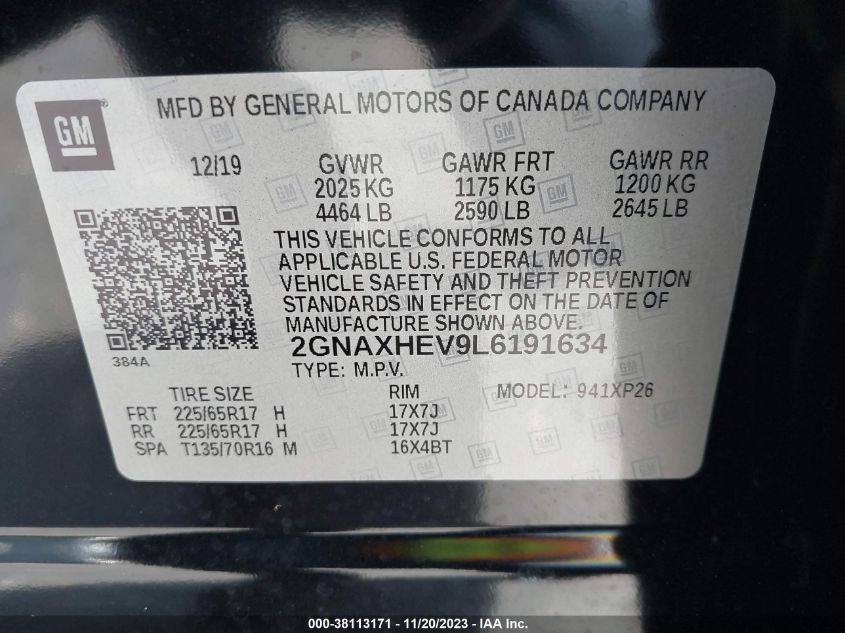 MFD BY GENERAL MOTORS OF CANADA COMPANY
GM ®
12/19 GVWR GAWR FRT GAWR RR
2025 KG 1175 KG 1200 KG
4464 LB 2590 LB 2645 LB
THIS VEHICLE CONFORMS TO ALL
APPLICABLE U.S. FEDERAL MOTOR
VEHICLE SAFETY AND THEFT PREVENTION
STANDARDS IN EFFECT ON THE DATE OF
MANUFACTURE SHOWN ABOVE.
384A
2GNAXHEV9L6191634
TYPE: M.P.V.
TIRE SIZE RIM MODEL: 941XP26
FRT 225/65R17 H 17X7J
RR 225/65R17 H 17X7J
SPA T135/70R16 M 16X4BT
000-38113171 - 11/20/2023 - IAA Inc.